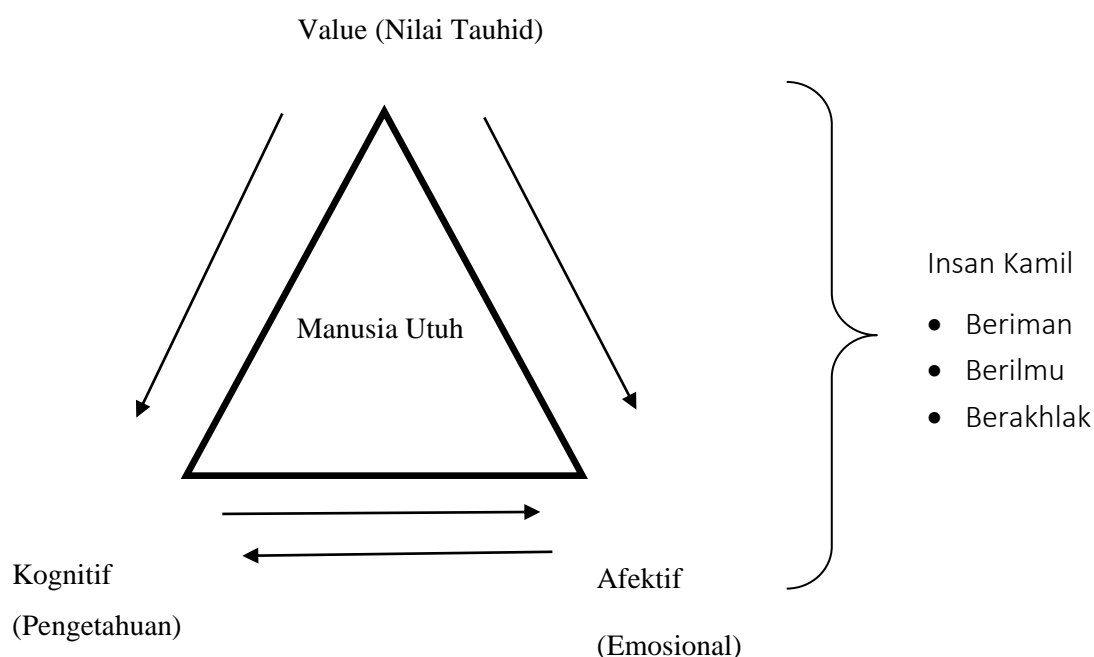 Value (Nilai Tauhid)
Manusia Utuh
Kognitif
(Pengetahuan)
Afektif
(Emosional)
Insan Kamil
● Beriman
● Berilmu
● Berakhlak